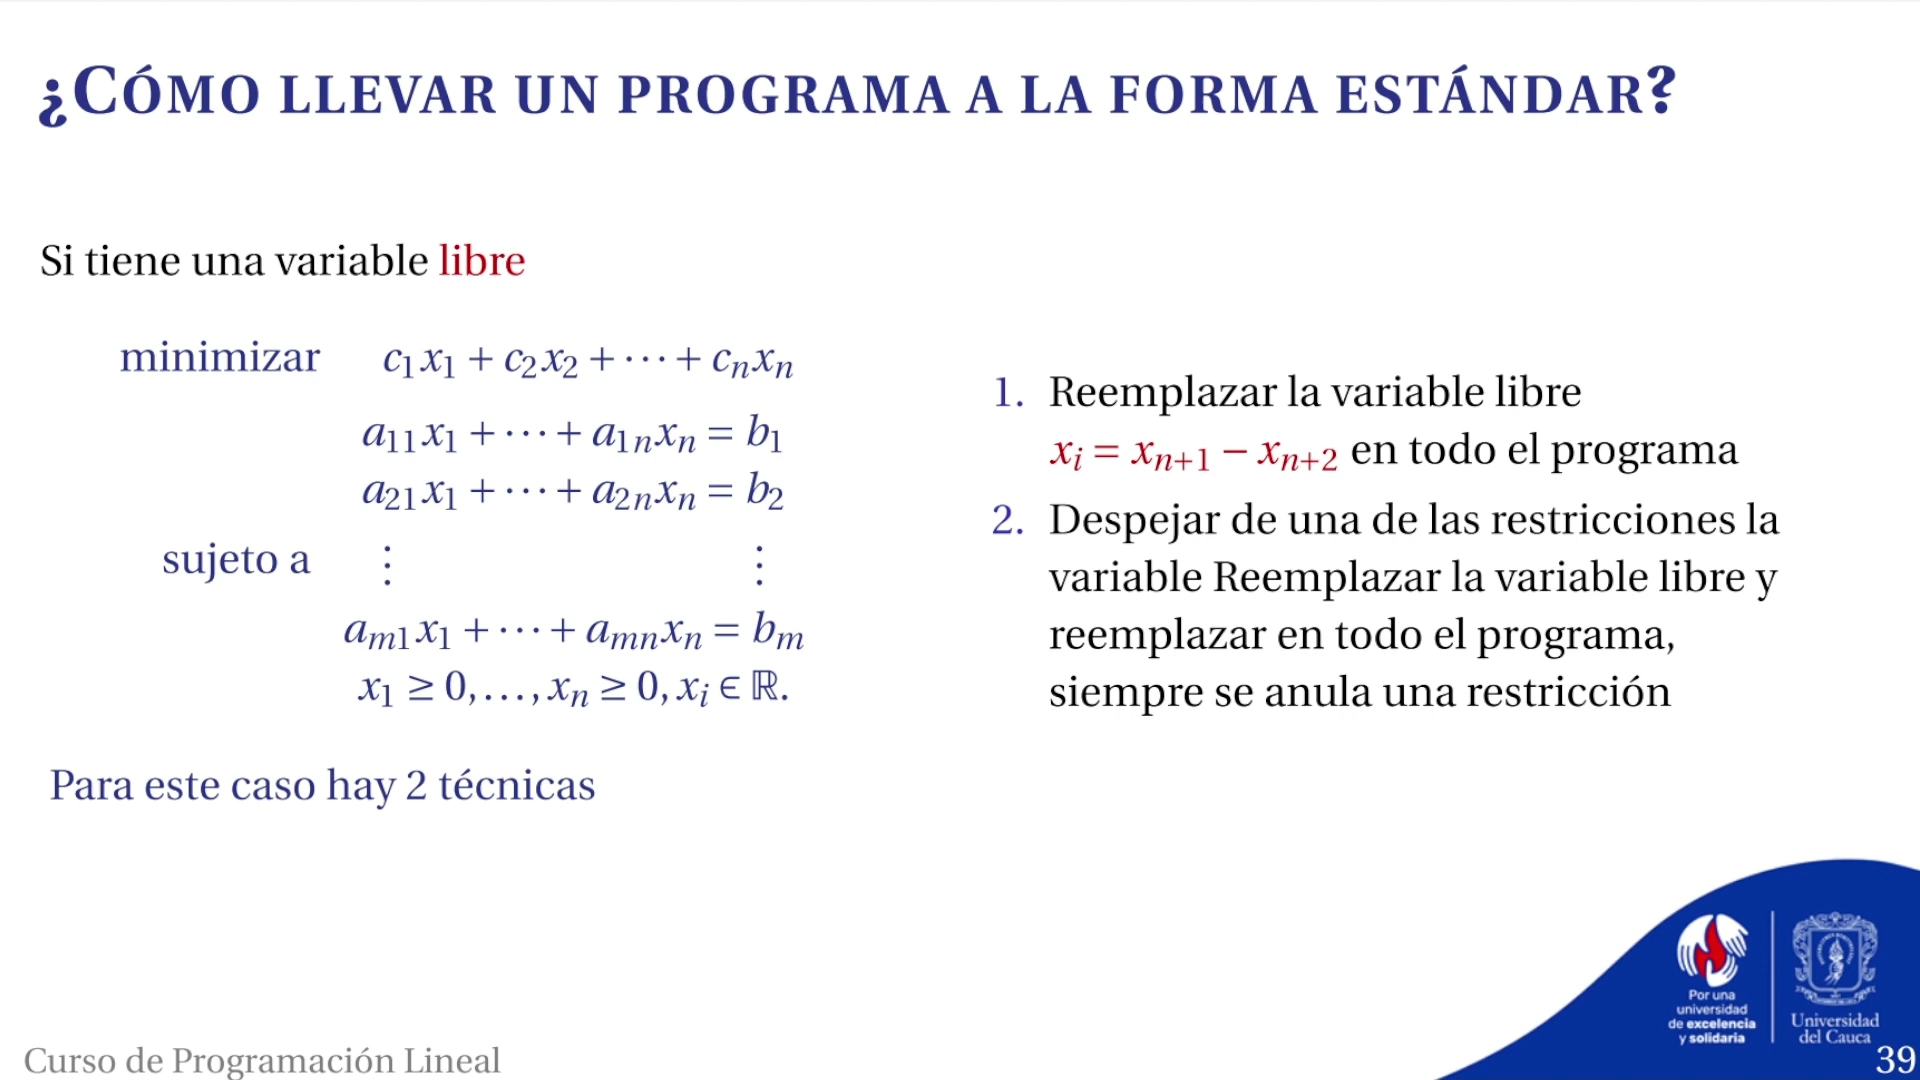 ¿CÓMO LLEVAR UN PROGRAMA A LA FORMA ESTÁNDAR?
Si tiene una variable libre
minimizar c₁x₁ + c₂x₂ + ··· + cₙxₙ
a₁₁x₁ + ··· + a₁ₙxₙ = b₁
a₂₁x₁ + ··· + a₂ₙxₙ = b₂
sujeto a ⋮ ⋮
aₘ₁x₁ + ··· + aₘₙxₙ = bₘ
x₁ ≥ 0,…,xₙ ≥ 0, xᵢ ∈ ℝ.
Para este caso hay 2 técnicas
1. Reemplazar la variable libre
xᵢ = xₙ₊₁ − xₙ₊₂ en todo el programa
2. Despejar de una de las restricciones la
variable Reemplazar la variable libre y
reemplazar en todo el programa,
siempre se anula una restricción
Por una
universidad
de excelencia
y solidaria
Universidad
del Cauca
Curso de Programación Lineal
39